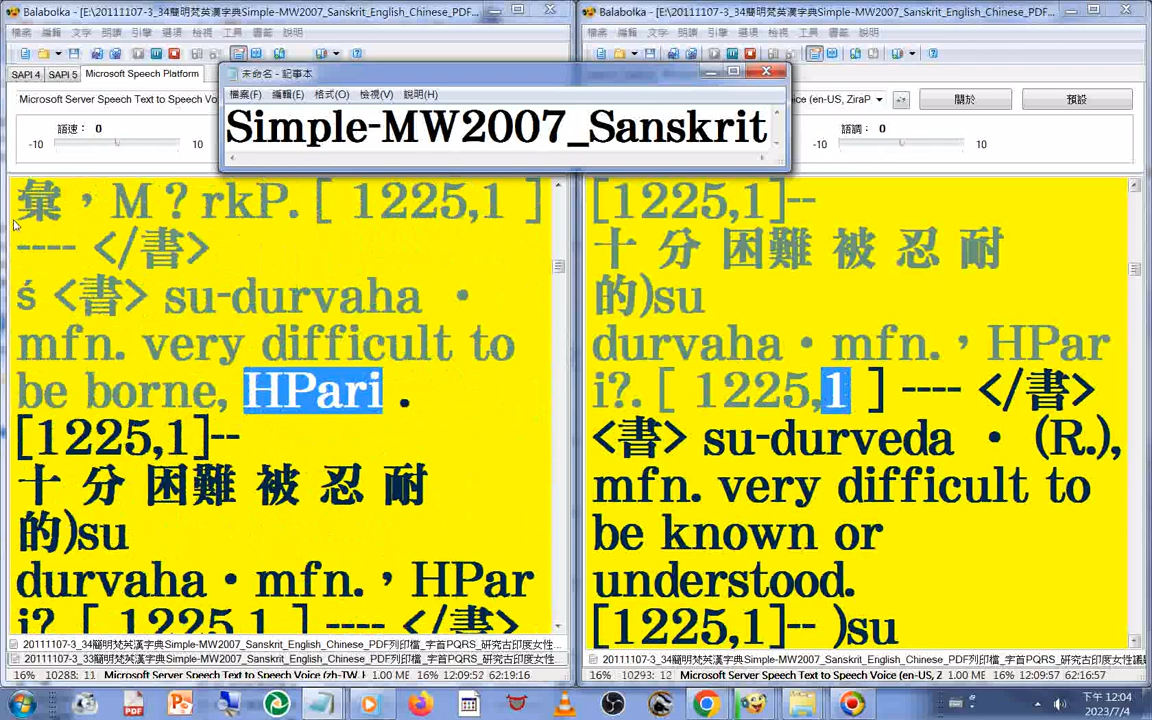 Balabolka - [E:\20111107-3_34簡明梵英漢字典Simple-MW2007_Sanskrit_English_Chinese_PDF...
檔案 編輯 文字 朗讀 引擎 選項 檢視 工具 書籤 說明
SAPI 4 SAPI 5 Microsoft Speech Platform
Microsoft Server Speech Text to Speech Vo
語速： 0
-10 10
彙，M？rkP. [ 1225,1 ]
---- </書>
ś <書> su-durvaha •
mfn. very difficult to
be borne, HPari .
[1225,1]--
十 分 困難 被 忍 耐
的)su
durvaha • mfn.，HPar
i?. [ 1225,1 ] ---- </書>
20111107-3_34簡明梵英漢字典Simple-MW2007_Sanskrit_English_Chinese_PDF列印檔_字首PQRS_研究古印度女性...
20111107-3_33簡明梵英漢字典Simple-MW2007_Sanskrit_English_Chinese_PDF列印檔_字首PQRS_研究古印度女性...
16% 10288: 11 Microsoft Server Speech Text to Speech Voice (zh-TW, 1.00 MB 12:09:52 62:19:16
未命名 - 記事本
檔案(F) 編輯(E) 格式(O) 檢視(V) 說明(H)
Simple-MW2007_Sanskrit
Balabolka - [E:\20111107-3_34簡明梵英漢字典Simple-MW2007_Sanskrit_English_Chinese_PDF...
檔案 編輯 文字 朗讀 引擎 選項 檢視 工具 書籤 說明
ice (en-US, ZiraP
關於 預設
語調： 0
-10 10
[1225,1]--
十 分 困難 被 忍 耐
的)su
durvaha • mfn.，HPar
i?. [ 1225,1 ] ---- </書>
<書> su-durveda • (R.),
mfn. very difficult to
be known or
understood.
[1225,1]-- )su
20111107-3_34簡明梵英漢字典Simple-MW2007_Sanskrit_English_Chinese_PDF列印檔_字首PQRS_研究古印度女性議
16% 10293: 12 Microsoft Server Speech Text to Speech Voice (en-US, Z 1.00 MB 12:09:57 62:16:57
下午 12:04
2023/7/4